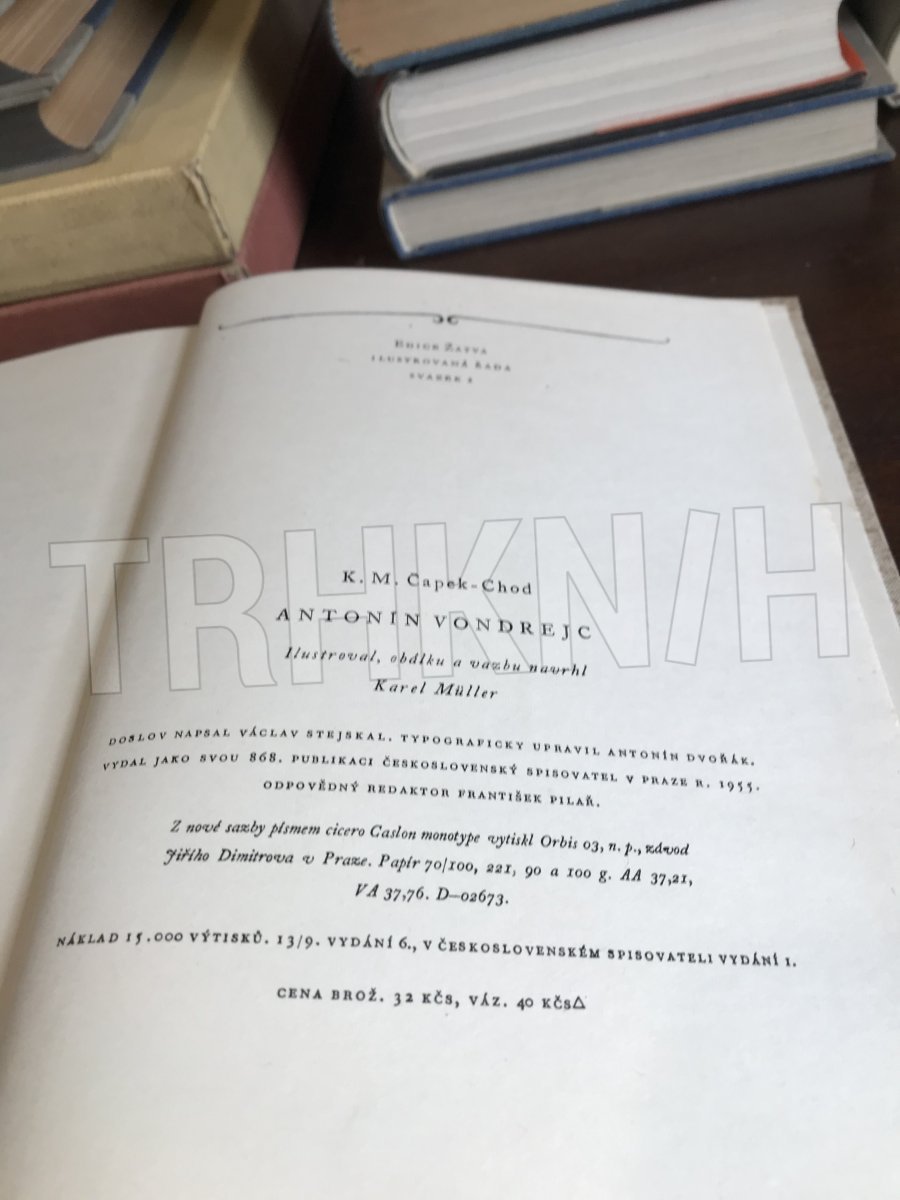 EDICE ŽATVA
ILUSTROVANÁ ŘADA
SVAZEK
TRHKN/H
K. M. Čapek-Chod
ANTONÍN VONDREJC
Ilustroval, obálku a vazbu navrhl
Karel Müller
DOSLOV NAPSAL VÁCLAV STEJSKAL. TYPOGRAFICKY UPRAVIL ANTONÍN DVOŘÁK.
VYDAL JAKO SVOU 868. PUBLIKACI ČESKOSLOVENSKÝ SPISOVATEL V PRAZE R. 1955.
ODPOVĚDNÝ REDAKTOR FRANTIŠEK PILAŘ.
Z nové sazby písmem cicero Caslon monotype vytiskl Orbis 03, n. p., závod
Jiřího Dimitrova v Praze. Papír 70/100, 221, 90 a 100 g. AA 37,21,
VA 37,76. D—02673.
NÁKLAD 15.000 VÝTISKŮ. 13/9. VYDÁNÍ 6., V ČESKOSLOVENSKÉM SPISOVATELI VYDÁNÍ 1.
CENA BROŽ. 32 KČS, VÁZ. 40 KČSΔ